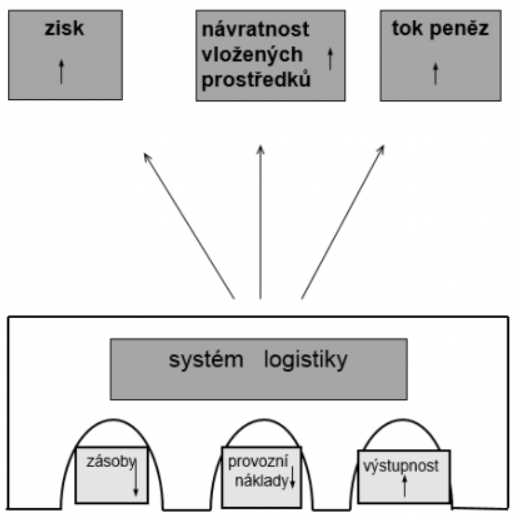 zisk
návratnost
vložených
prostředků
tok peněz
systém logistiky
zásoby
provozní
náklady
výstupnost